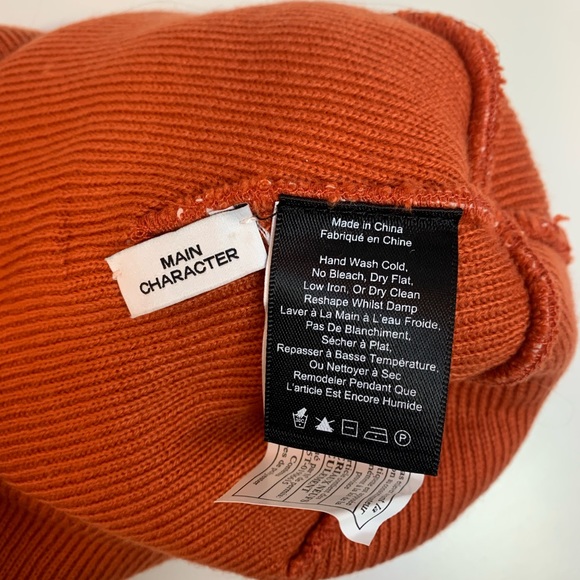 MAIN
CHARACTER
Made in China
Fabriqué en Chine
Hand Wash Cold,
No Bleach, Dry Flat,
Low Iron, Or Dry Clean
Reshape Whilst Damp
Laver à La Main à L'eau Froide,
Pas De Blanchiment,
Sécher à Plat,
Repasser à Basse Température,
Ou Nettoyer à Sec
Remodeler Pendant Que
L'article Est Encore Humide
P